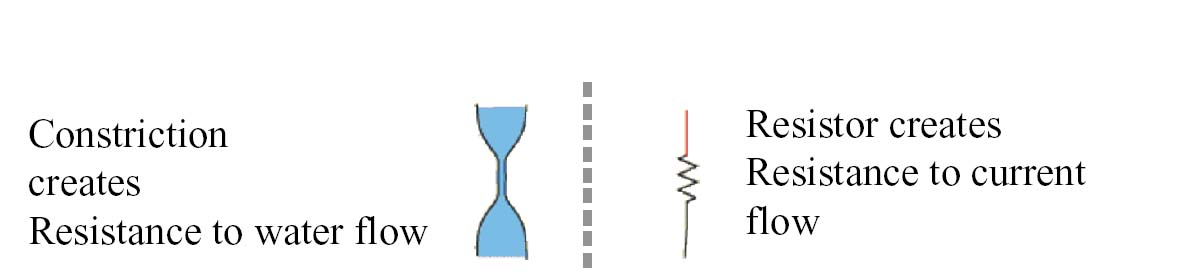 Constriction
creates
Resistance to water flow
Resistor creates
Resistance to current
flow